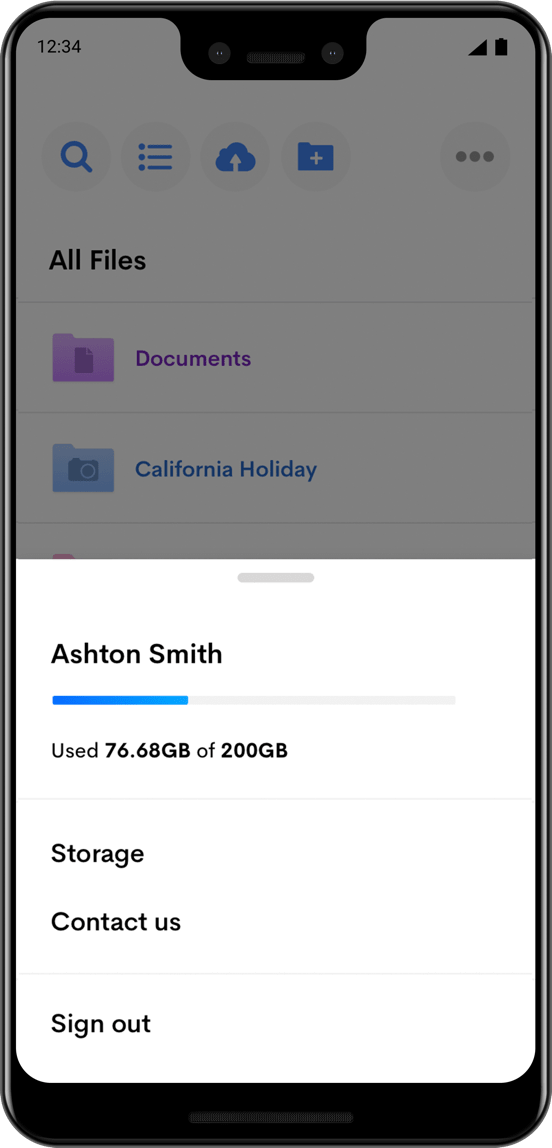 12:34
All Files
Documents
California Holiday
Ashton Smith
Used 76.68GB of 200GB
Storage
Contact us
Sign out